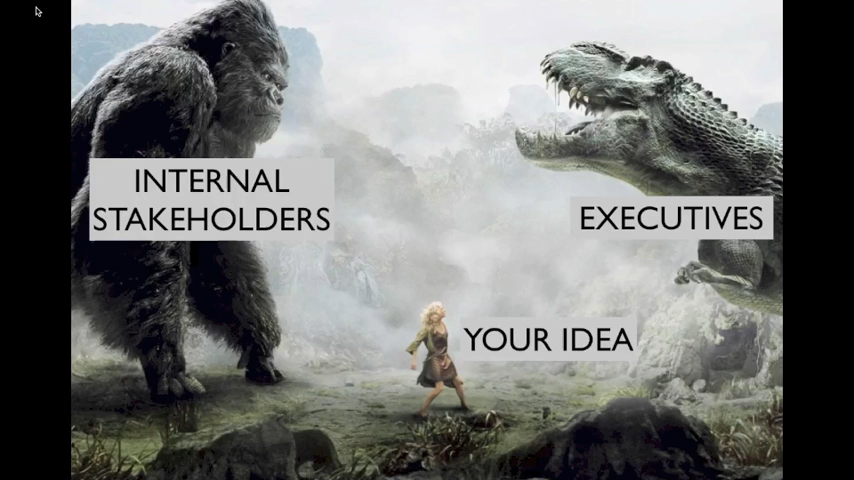 INTERNAL
STAKEHOLDERS
EXECUTIVES
YOUR IDEA